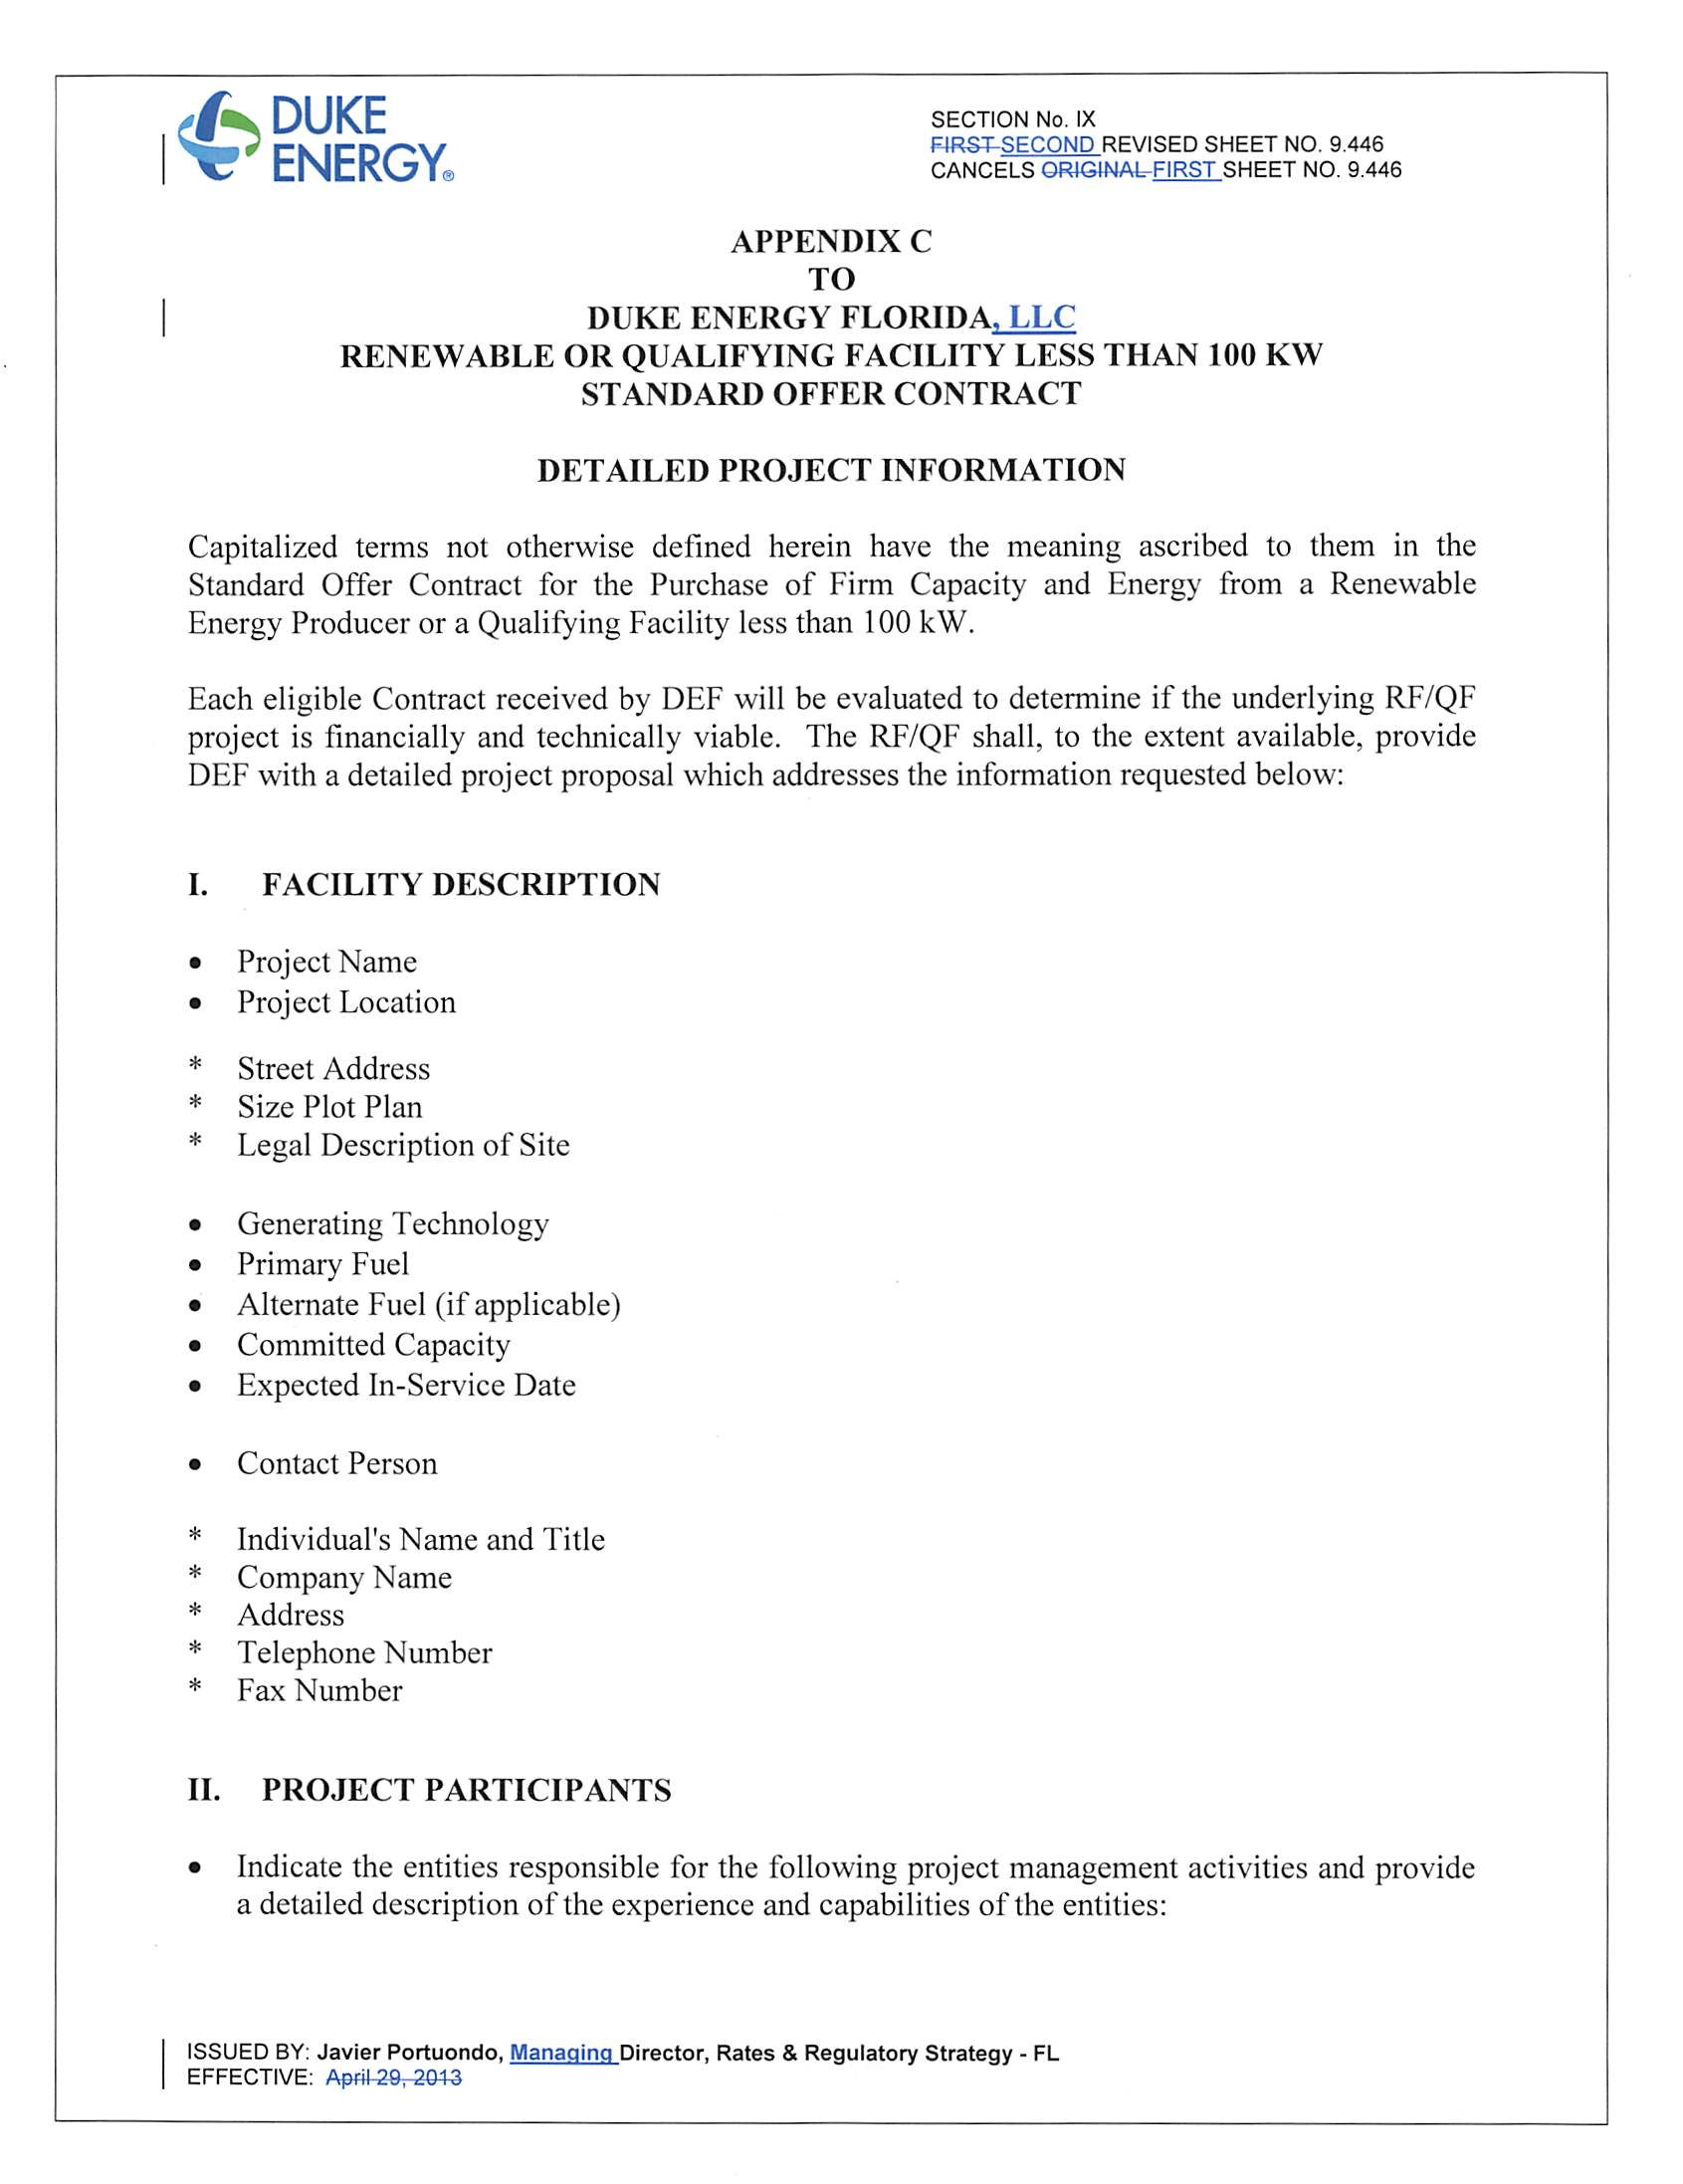 DUKE
ENERGY®
SECTION No. IX
FIRST SECOND REVISED SHEET NO. 9.446
CANCELS ORIGINAL FIRST SHEET NO. 9.446
APPENDIX C
TO
DUKE ENERGY FLORIDA, LLC
RENEWABLE OR QUALIFYING FACILITY LESS THAN 100 KW
STANDARD OFFER CONTRACT
DETAILED PROJECT INFORMATION
Capitalized terms not otherwise defined herein have the meaning ascribed to them in the
Standard Offer Contract for the Purchase of Firm Capacity and Energy from a Renewable
Energy Producer or a Qualifying Facility less than 100 kW.
Each eligible Contract received by DEF will be evaluated to determine if the underlying RF/QF
project is financially and technically viable. The RF/QF shall, to the extent available, provide
DEF with a detailed project proposal which addresses the information requested below:
I. FACILITY DESCRIPTION
• Project Name
• Project Location
* Street Address
* Size Plot Plan
* Legal Description of Site
• Generating Technology
• Primary Fuel
• Alternate Fuel (if applicable)
• Committed Capacity
• Expected In-Service Date
• Contact Person
* Individual's Name and Title
* Company Name
* Address
* Telephone Number
* Fax Number
II. PROJECT PARTICIPANTS
• Indicate the entities responsible for the following project management activities and provide
a detailed description of the experience and capabilities of the entities:
ISSUED BY: Javier Portuondo, Managing Director, Rates & Regulatory Strategy - FL
EFFECTIVE: April 29, 2013